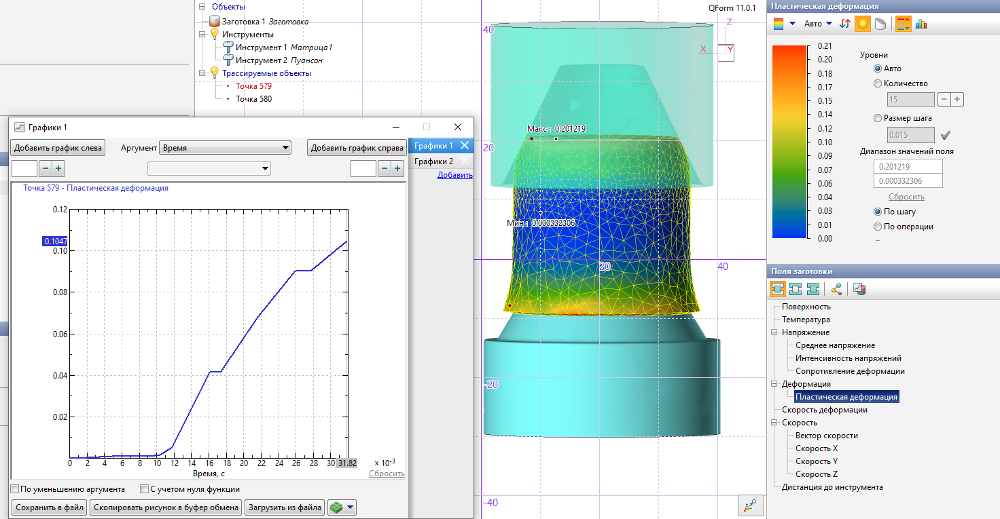 Объекты
Заготовка 1 Заготовка
Инструменты
Инструмент 1 Матрица1
Инструмент 2 Пуансон
Трассируемые объекты
Точка 579
Точка 580
Графики 1
Добавить график слева
Аргумент
Время
Добавить график справа
Графики 1
Графики 2
Добавить
Точка 579 - Пластическая деформация
0.12
0.1047
0.10
0.08
0.06
0.04
0.02
0 2 4 6 8 10 12 14 16 18 20 22 24 26 28 30 31.82 x 10-3
Время, с
Сбросить
По уменьшению аргумента
С учетом нуля функции
Сохранить в файл
Скопировать рисунок в буфер обмена
Загрузить из файла
QForm 11.0.1
Z
X
Y
40
20
-20
-40
20
40
Макс : 0.201219
Мин : 0.000332306
Пластическая деформация
Авто
0.21
0.20
0.18
0.17
0.15
0.14
0.12
0.10
0.09
0.07
0.06
0.04
0.03
0.01
0.00
Уровни
Авто
Количество
15
Размер шага
0.015
Диапазон значений поля
0.201219
0.000332306
Сбросить
По шагу
По операции
Поля заготовки
Поверхность
Температура
Напряжение
Среднее напряжение
Интенсивность напряжений
Сопротивление деформации
Деформация
Пластическая деформация
Скорость деформации
Скорость
Вектор скорости
Скорость X
Скорость Y
Скорость Z
Дистанция до инструмента